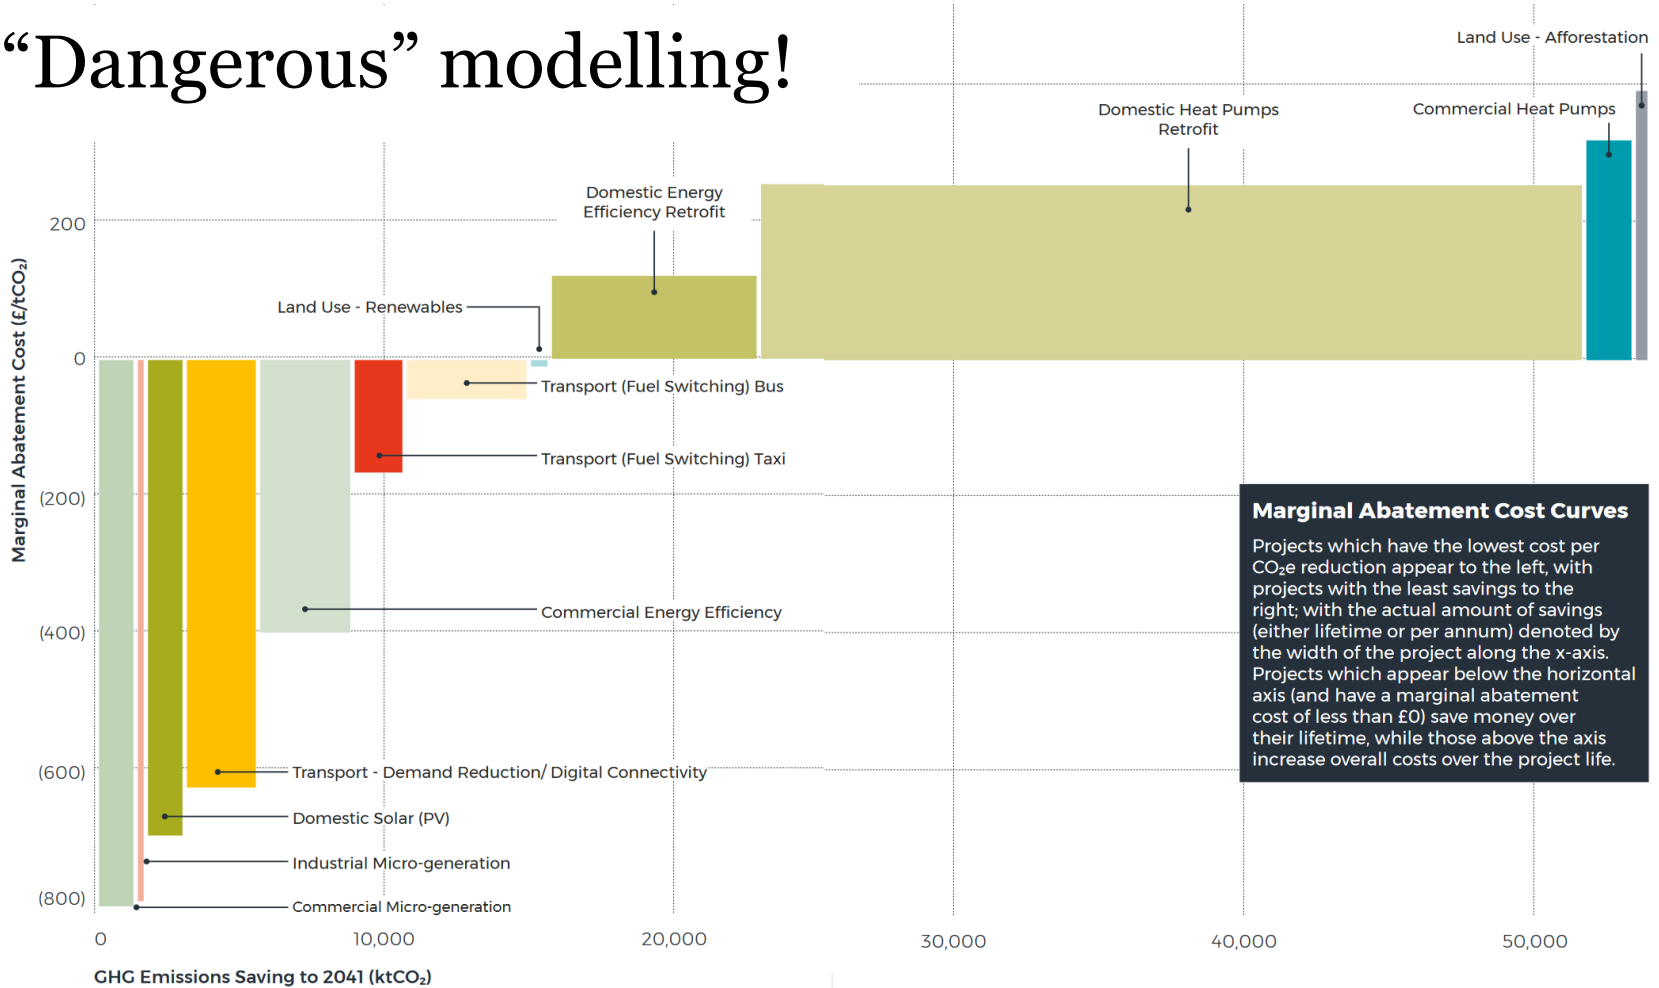 “Dangerous” modelling!
Land Use - Afforestation
Domestic Heat Pumps
Retrofit
Commercial Heat Pumps
Domestic Energy
Efficiency Retrofit
200
Land Use - Renewables
0
Transport (Fuel Switching) Bus
Transport (Fuel Switching) Taxi
(200)
Marginal Abatement Cost (£/tCO₂)
Marginal Abatement Cost Curves
Projects which have the lowest cost per
CO₂e reduction appear to the left, with
projects with the least savings to the
right; with the actual amount of savings
(either lifetime or per annum) denoted by
the width of the project along the x-axis.
Projects which appear below the horizontal
axis (and have a marginal abatement
cost of less than £0) save money over
their lifetime, while those above the axis
increase overall costs over the project life.
Commercial Energy Efficiency
(400)
(600)
Transport - Demand Reduction/ Digital Connectivity
Domestic Solar (PV)
Industrial Micro-generation
(800)
Commercial Micro-generation
0
10,000
20,000
30,000
40,000
50,000
GHG Emissions Saving to 2041 (ktCO₂)